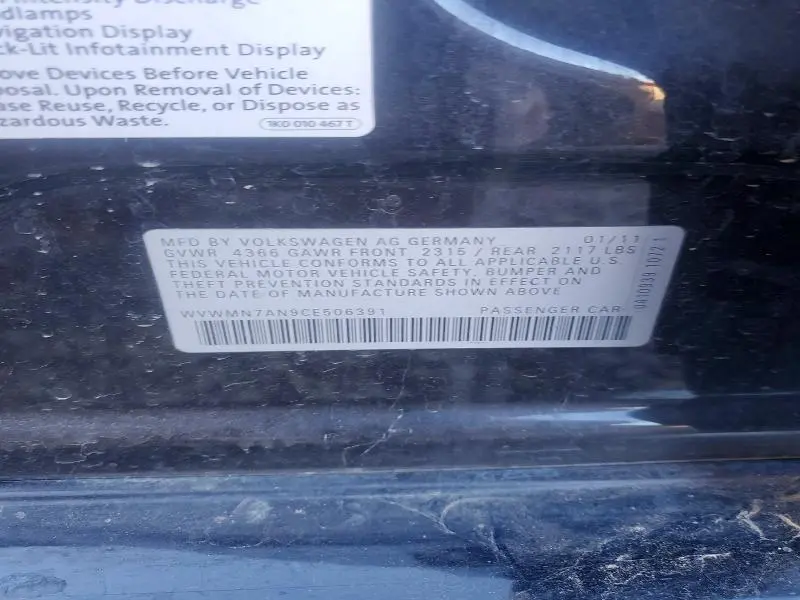 Intensity Discharge
dlamps
vigation Display
ck-Lit Infotainment Display
ove Devices Before Vehicle
posal. Upon Removal of Devices:
ase Reuse, Recycle, or Dispose as
zardous Waste.
1K0 010 467 T
MFD BY VOLKSWAGEN AG GERMANY 01/11
GVWR 4366 GAWR FRONT 2315 / REAR 2117 LBS
THIS VEHICLE CONFORMS TO ALL APPLICABLE U.S
FEDERAL MOTOR VEHICLE SAFETY, BUMPER AND
THEFT PREVENTION STANDARDS IN EFFECT ON
THE DATE OF MANUFACTURE SHOWN ABOVE
WVWMN7AN9CE506391 PASSENGER CAR